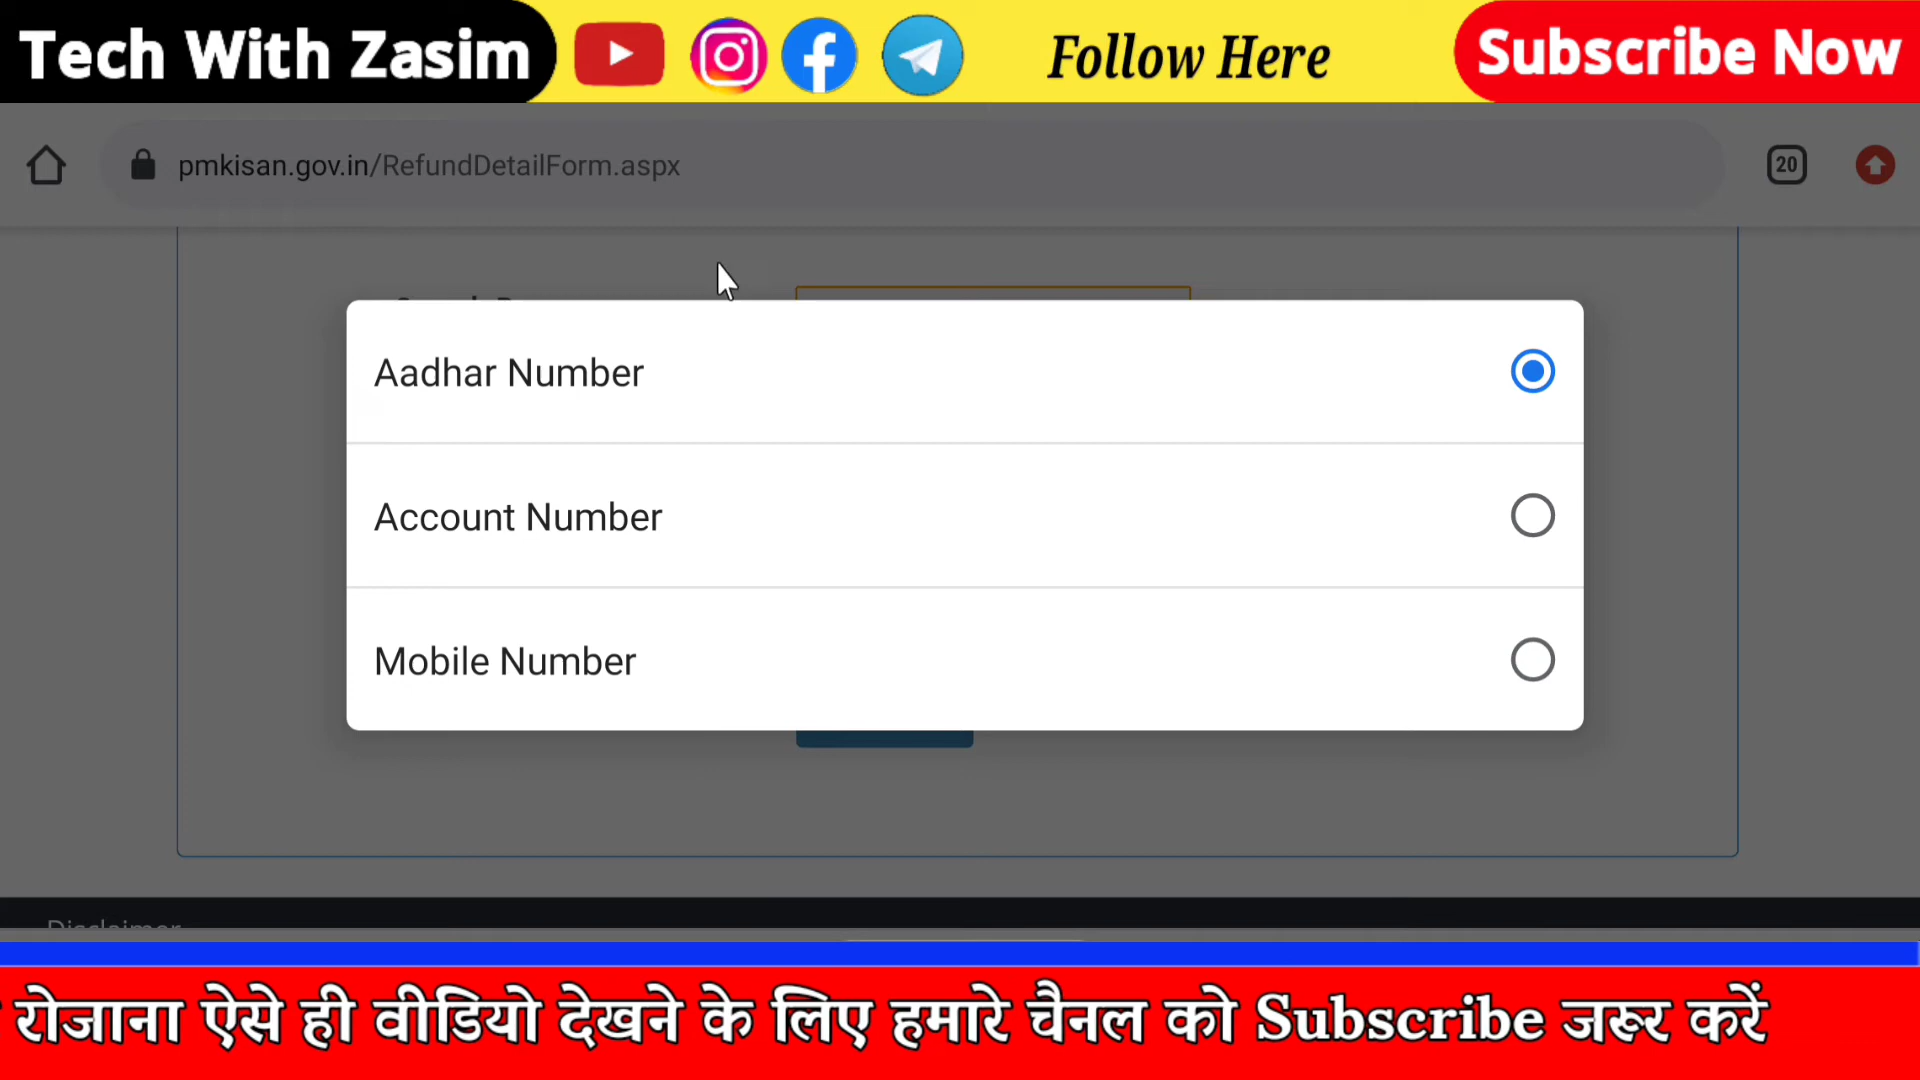 Tech With Zasim
Follow Here
Subscribe Now
pmkisan.gov.in/RefundDetailForm.aspx
20
Aadhar Number
Account Number
Mobile Number
Disclaimer
रोजाना ऐसे ही वीडियो देखने के लिए हमारे चैनल को Subscribe जरूर करें